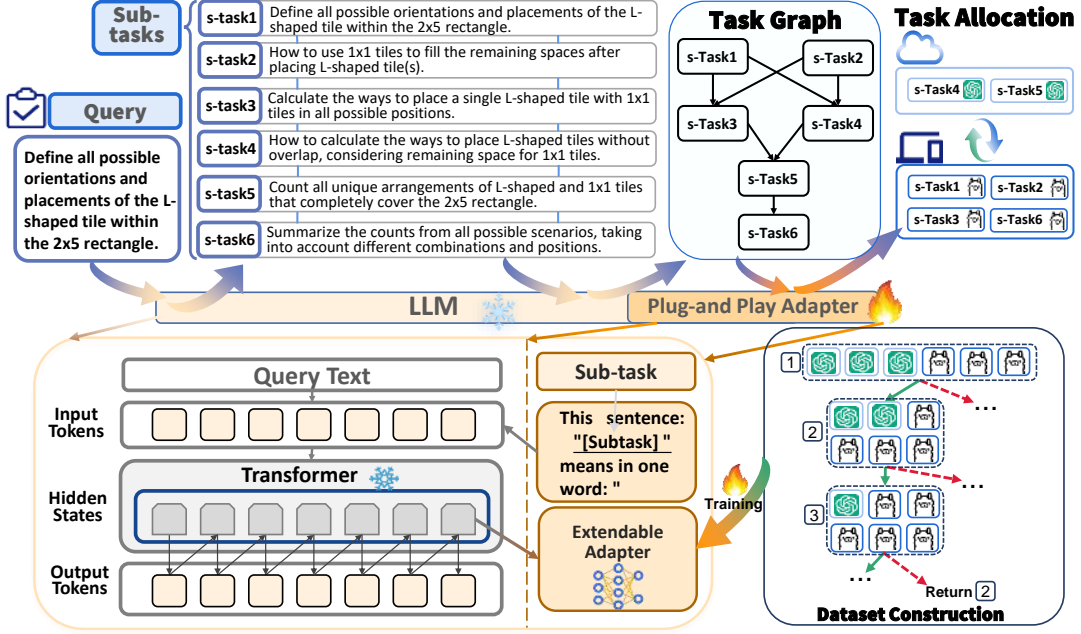 Sub-
tasks
s-task1
Define all possible orientations and placements of the L-
shaped tile within the 2x5 rectangle.
s-task2
How to use 1x1 tiles to fill the remaining spaces after
placing L-shaped tile(s).
s-task3
Calculate the ways to place a single L-shaped tile with 1x1
tiles in all possible positions.
s-task4
How to calculate the ways to place L-shaped tiles without
overlap, considering remaining space for 1x1 tiles.
s-task5
Count all unique arrangements of L-shaped and 1x1 tiles
that completely cover the 2x5 rectangle.
s-task6
Summarize the counts from all possible scenarios, taking
into account different combinations and positions.
Query
Define all possible
orientations and
placements of the L-
shaped tile within
the 2x5 rectangle.
Task Graph
s-Task1
s-Task2
s-Task3
s-Task4
s-Task5
s-Task6
Task Allocation
s-Task4
s-Task5
s-Task1
s-Task2
s-Task3
s-Task6
LLM
Plug-and Play Adapter
Query Text
Input
Tokens
Transformer
Hidden
States
Output
Tokens
Sub-task
This sentence:
"[Subtask] "
means in one
word: "
Extendable
Adapter
Training
1
...
2
...
3
...
Return 2
Dataset Construction